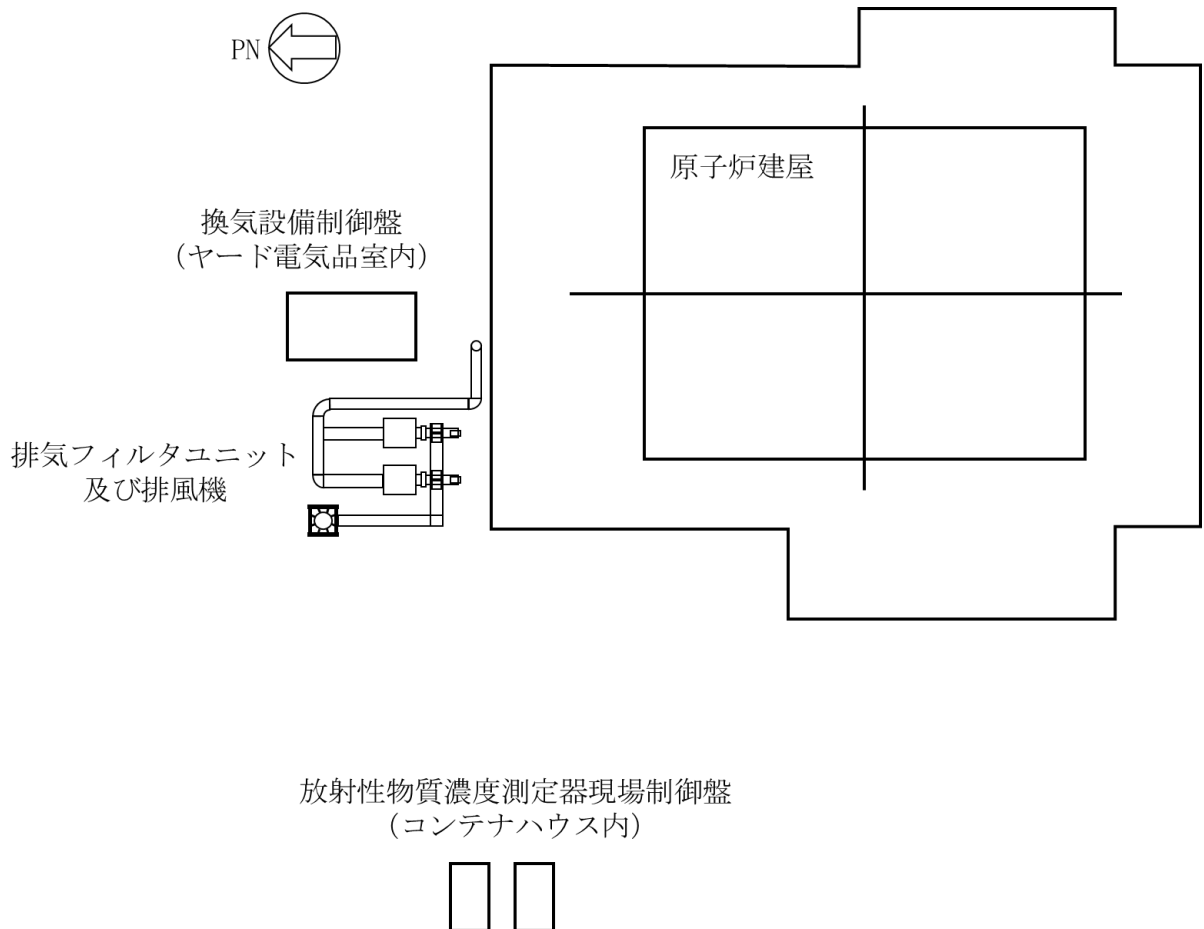 PN
原子炉建屋
換気設備制御盤
（ヤード電気品室内）
排気フィルタユニット
及び排風機
放射性物質濃度測定器現場制御盤
（コンテナハウス内）